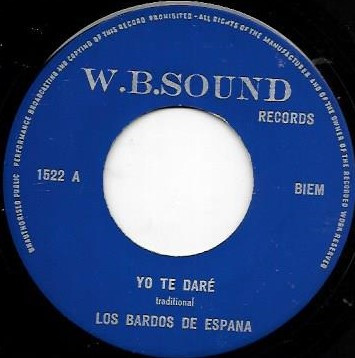 UNAUTHORISED PUBLIC PERFORMANCE BROADCASTING AND COPYING OF THIS RECORD PROHIBITED - ALL RIGHTS OF THE MANUFACTURER AND OF THE OWNER OF THE RECORDED WORK RESERVED
W.B.SOUND
RECORDS
1522 A
BIEM
YO TE DARÉ
traditional
LOS BARDOS DE ESPANA